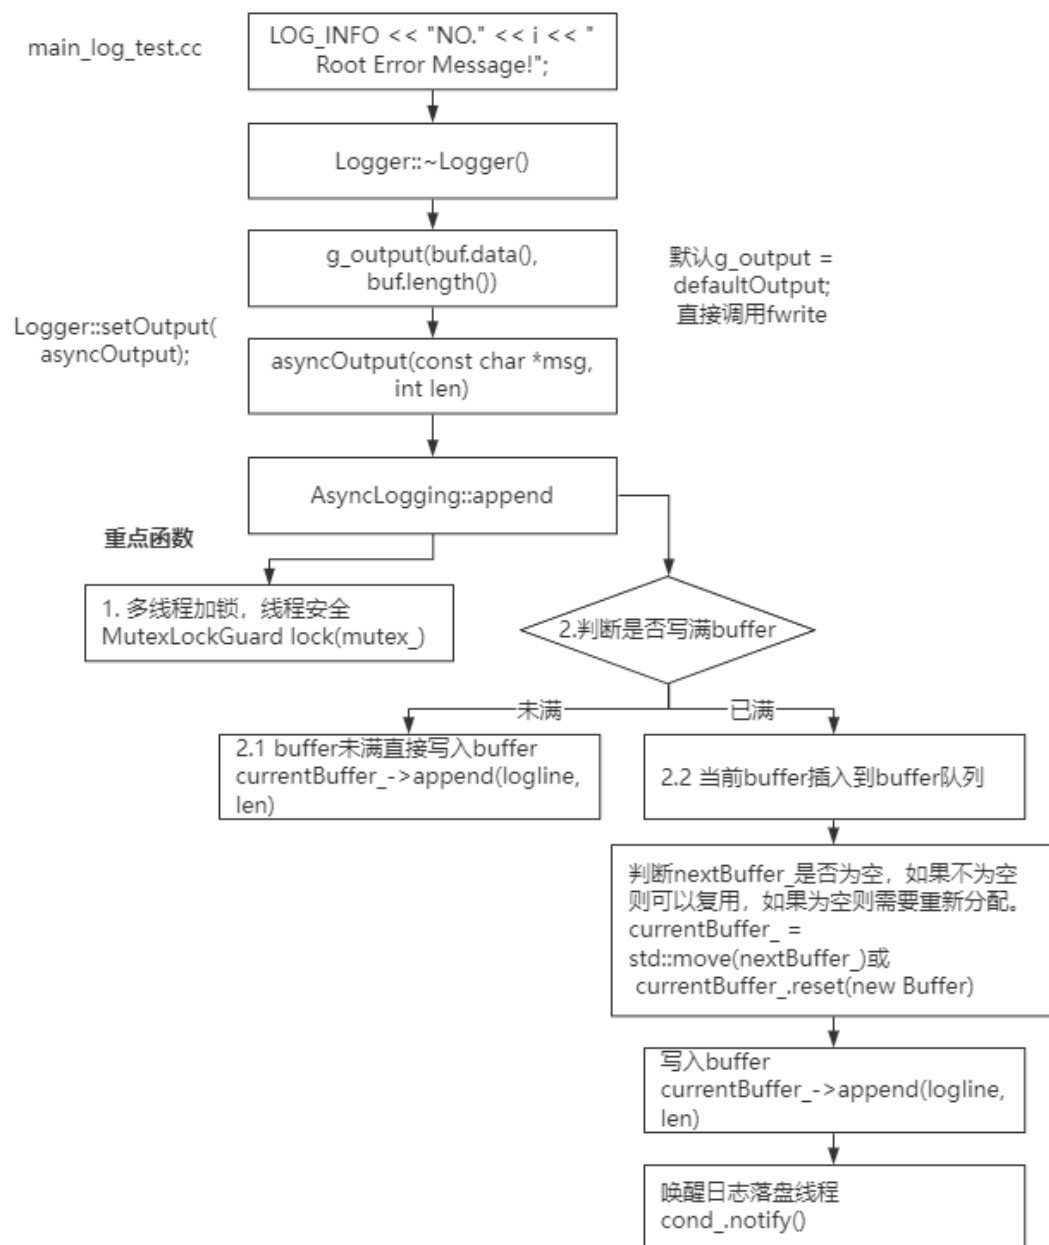 main_log_test.cc
LOG_INFO << "NO." << i << "
Root Error Message!";
Logger::~Logger()
g_output(buf.data(),
buf.length())
默认g_output =
defaultOutput;
直接调用fwrite
Logger::setOutput(
asyncOutput);
asyncOutput(const char *msg,
int len)
AsyncLogging::append
重点函数
1. 多线程加锁，线程安全
MutexLockGuard lock(mutex_)
2.判断是否写满buffer
未满
已满
2.1 buffer未满直接写入buffer
currentBuffer_->append(logline,
len)
2.2 当前buffer插入到buffer队列
判断nextBuffer_是否为空，如果不为空
则可以复用，如果为空则需要重新分配。
currentBuffer_ =
std::move(nextBuffer_)或
currentBuffer_.reset(new Buffer)
写入buffer
currentBuffer_->append(logline,
len)
唤醒日志落盘线程
cond_.notify()